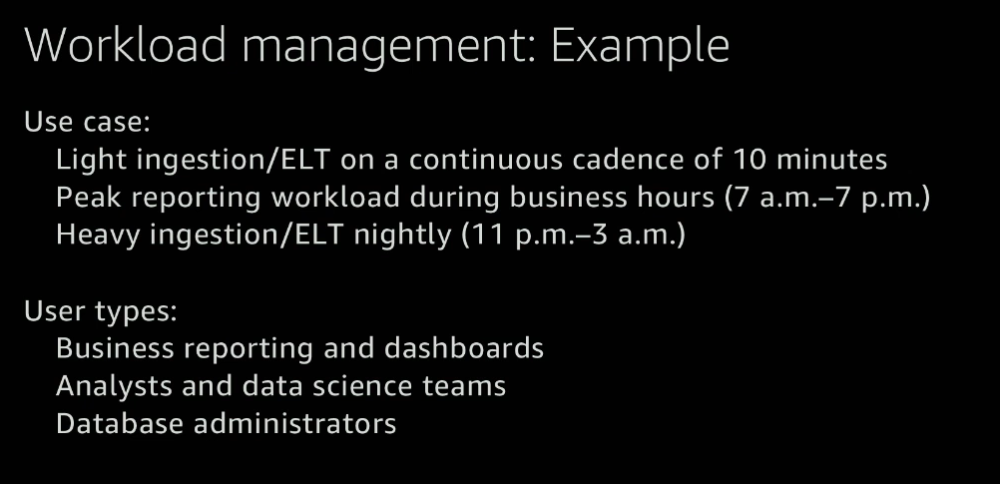 Workload management: Example
Use case:
Light ingestion/ELT on a continuous cadence of 10 minutes
Peak reporting workload during business hours (7 a.m.–7 p.m.)
Heavy ingestion/ELT nightly (11 p.m.–3 a.m.)
User types:
Business reporting and dashboards
Analysts and data science teams
Database administrators